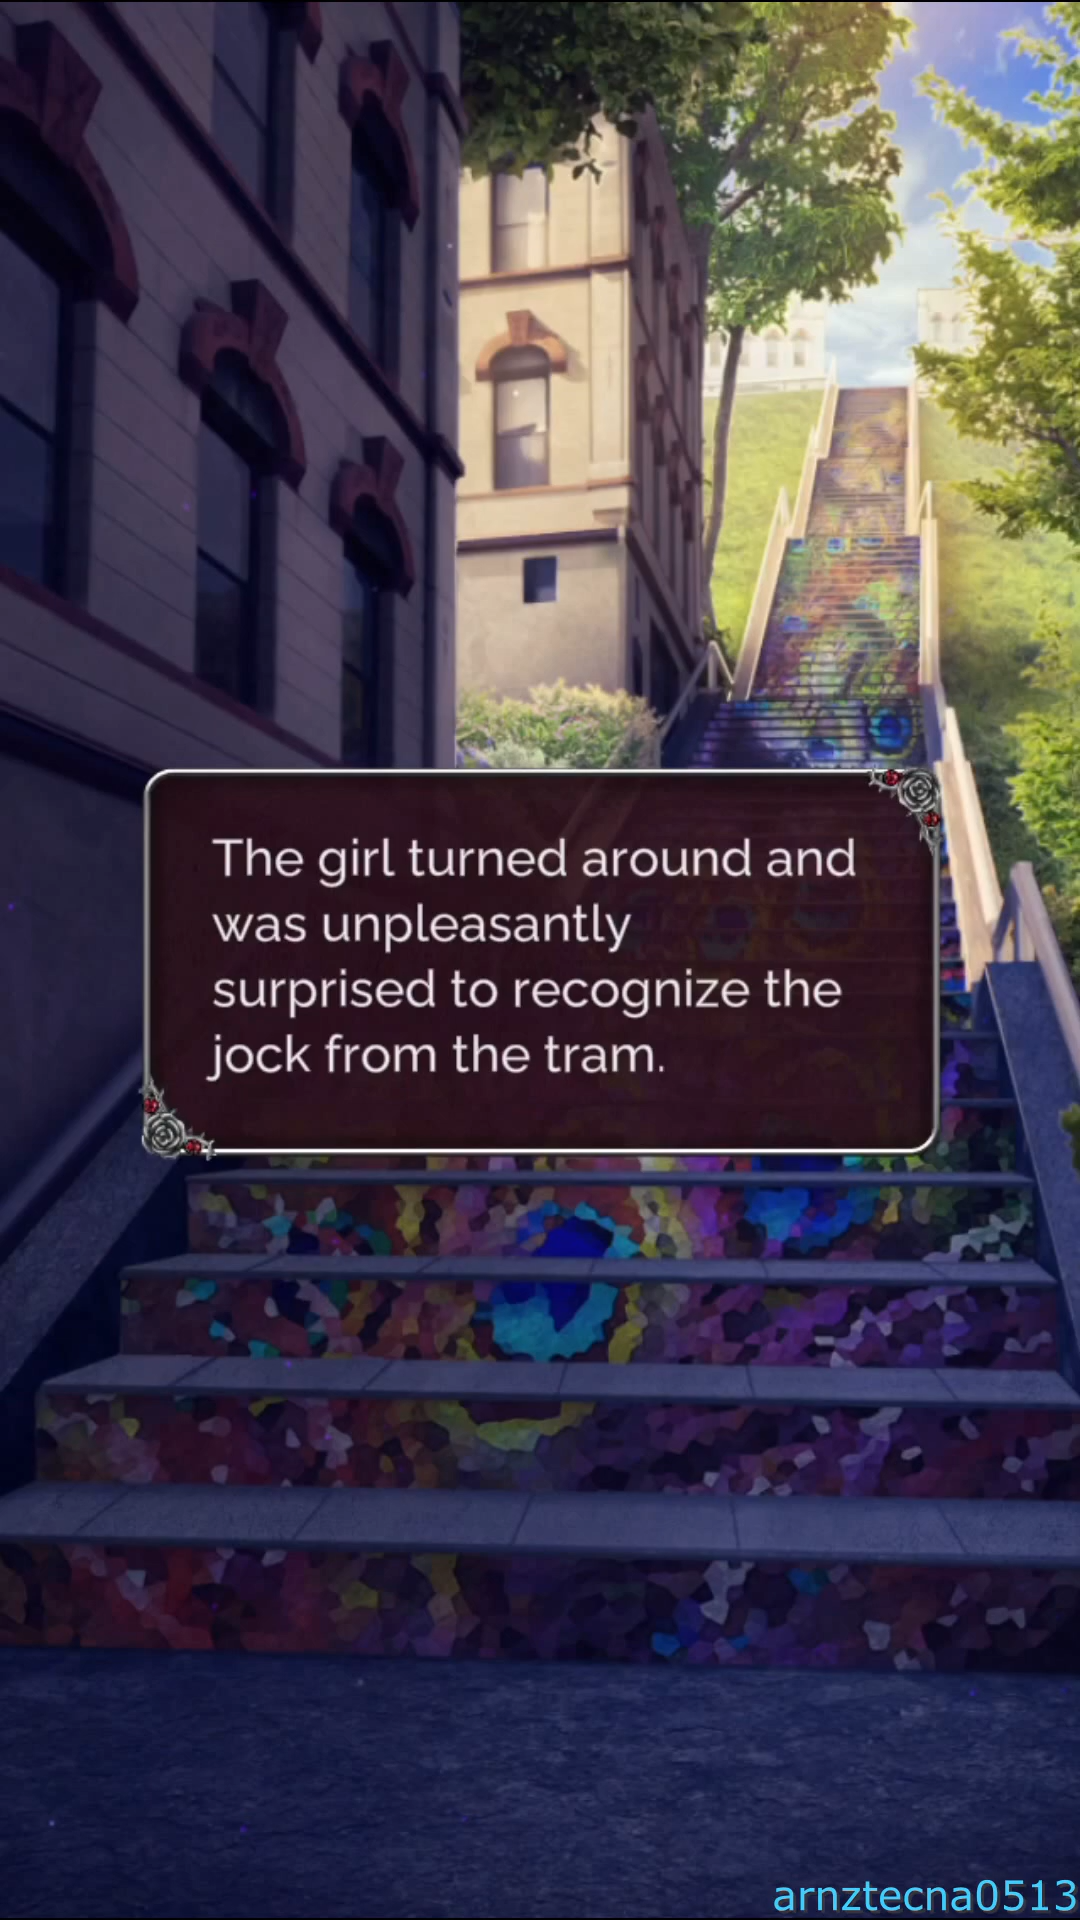 The girl turned around and
was unpleasantly
surprised to recognize the
jock from the tram.
arnztecna0513